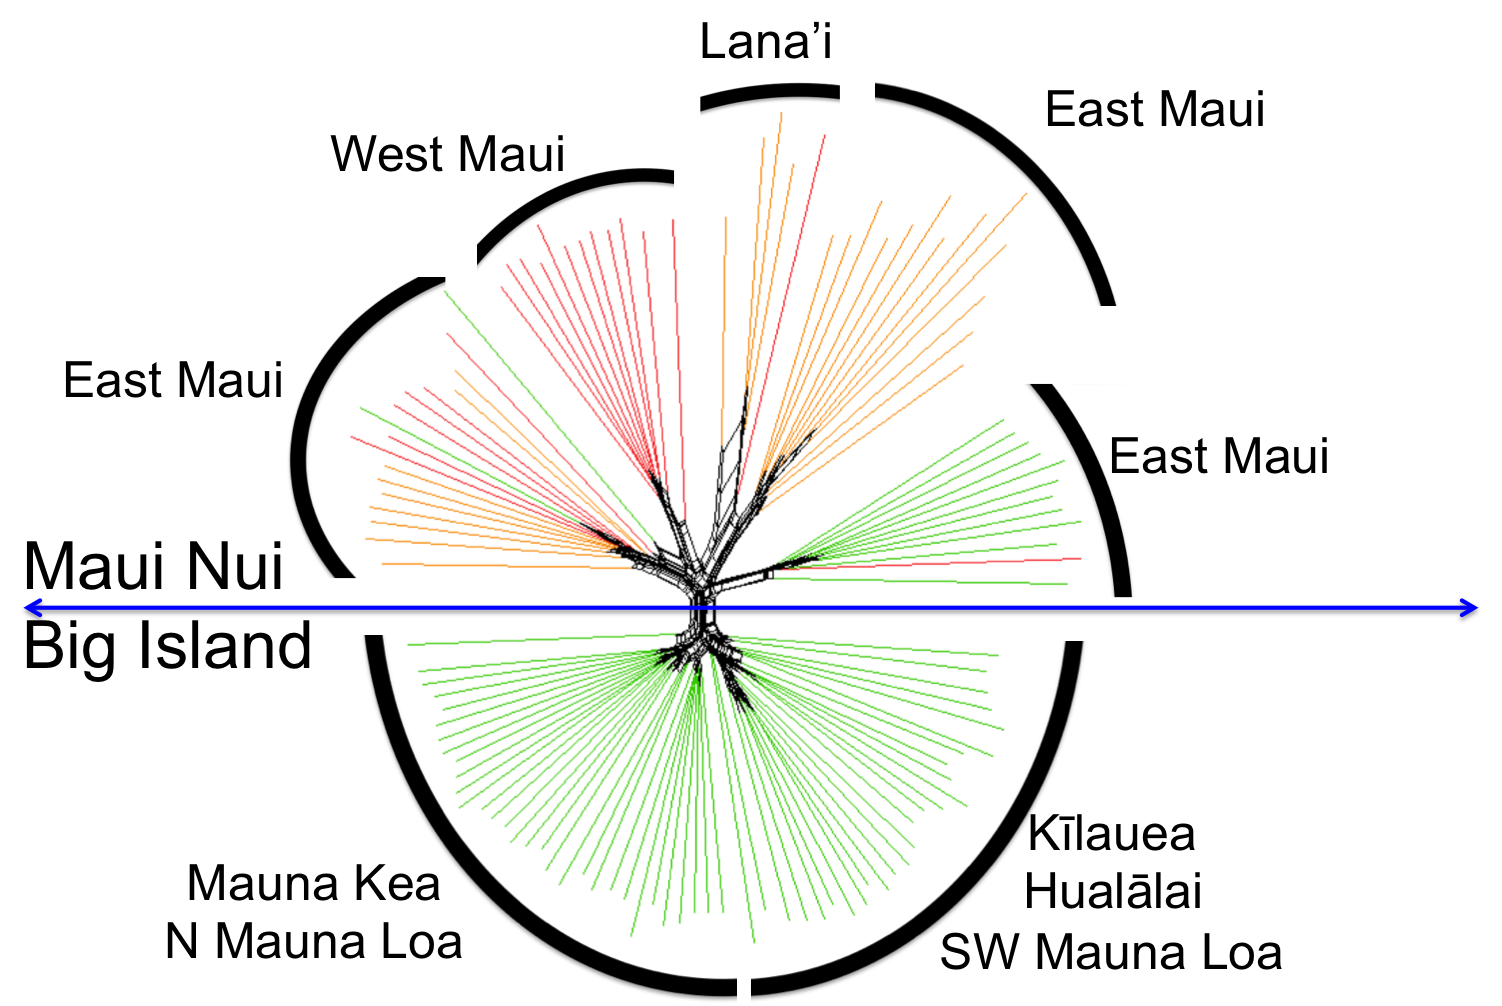 Lana’i
East Maui
West Maui
East Maui
East Maui
Maui Nui
Big Island
Kīlauea
Hualālai
SW Mauna Loa
Mauna Kea
N Mauna Loa